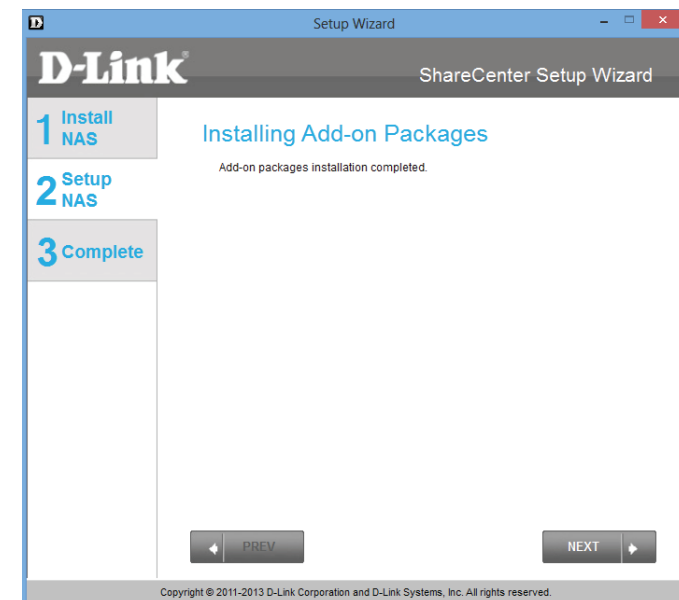 Setup Wizard
D-Link
ShareCenter Setup Wizard
1 Install
NAS
2 Setup
NAS
3 Complete
Installing Add-on Packages
Add-on packages installation completed.
PREV
NEXT
Copyright © 2011-2013 D-Link Corporation and D-Link Systems, Inc. All rights reserved.